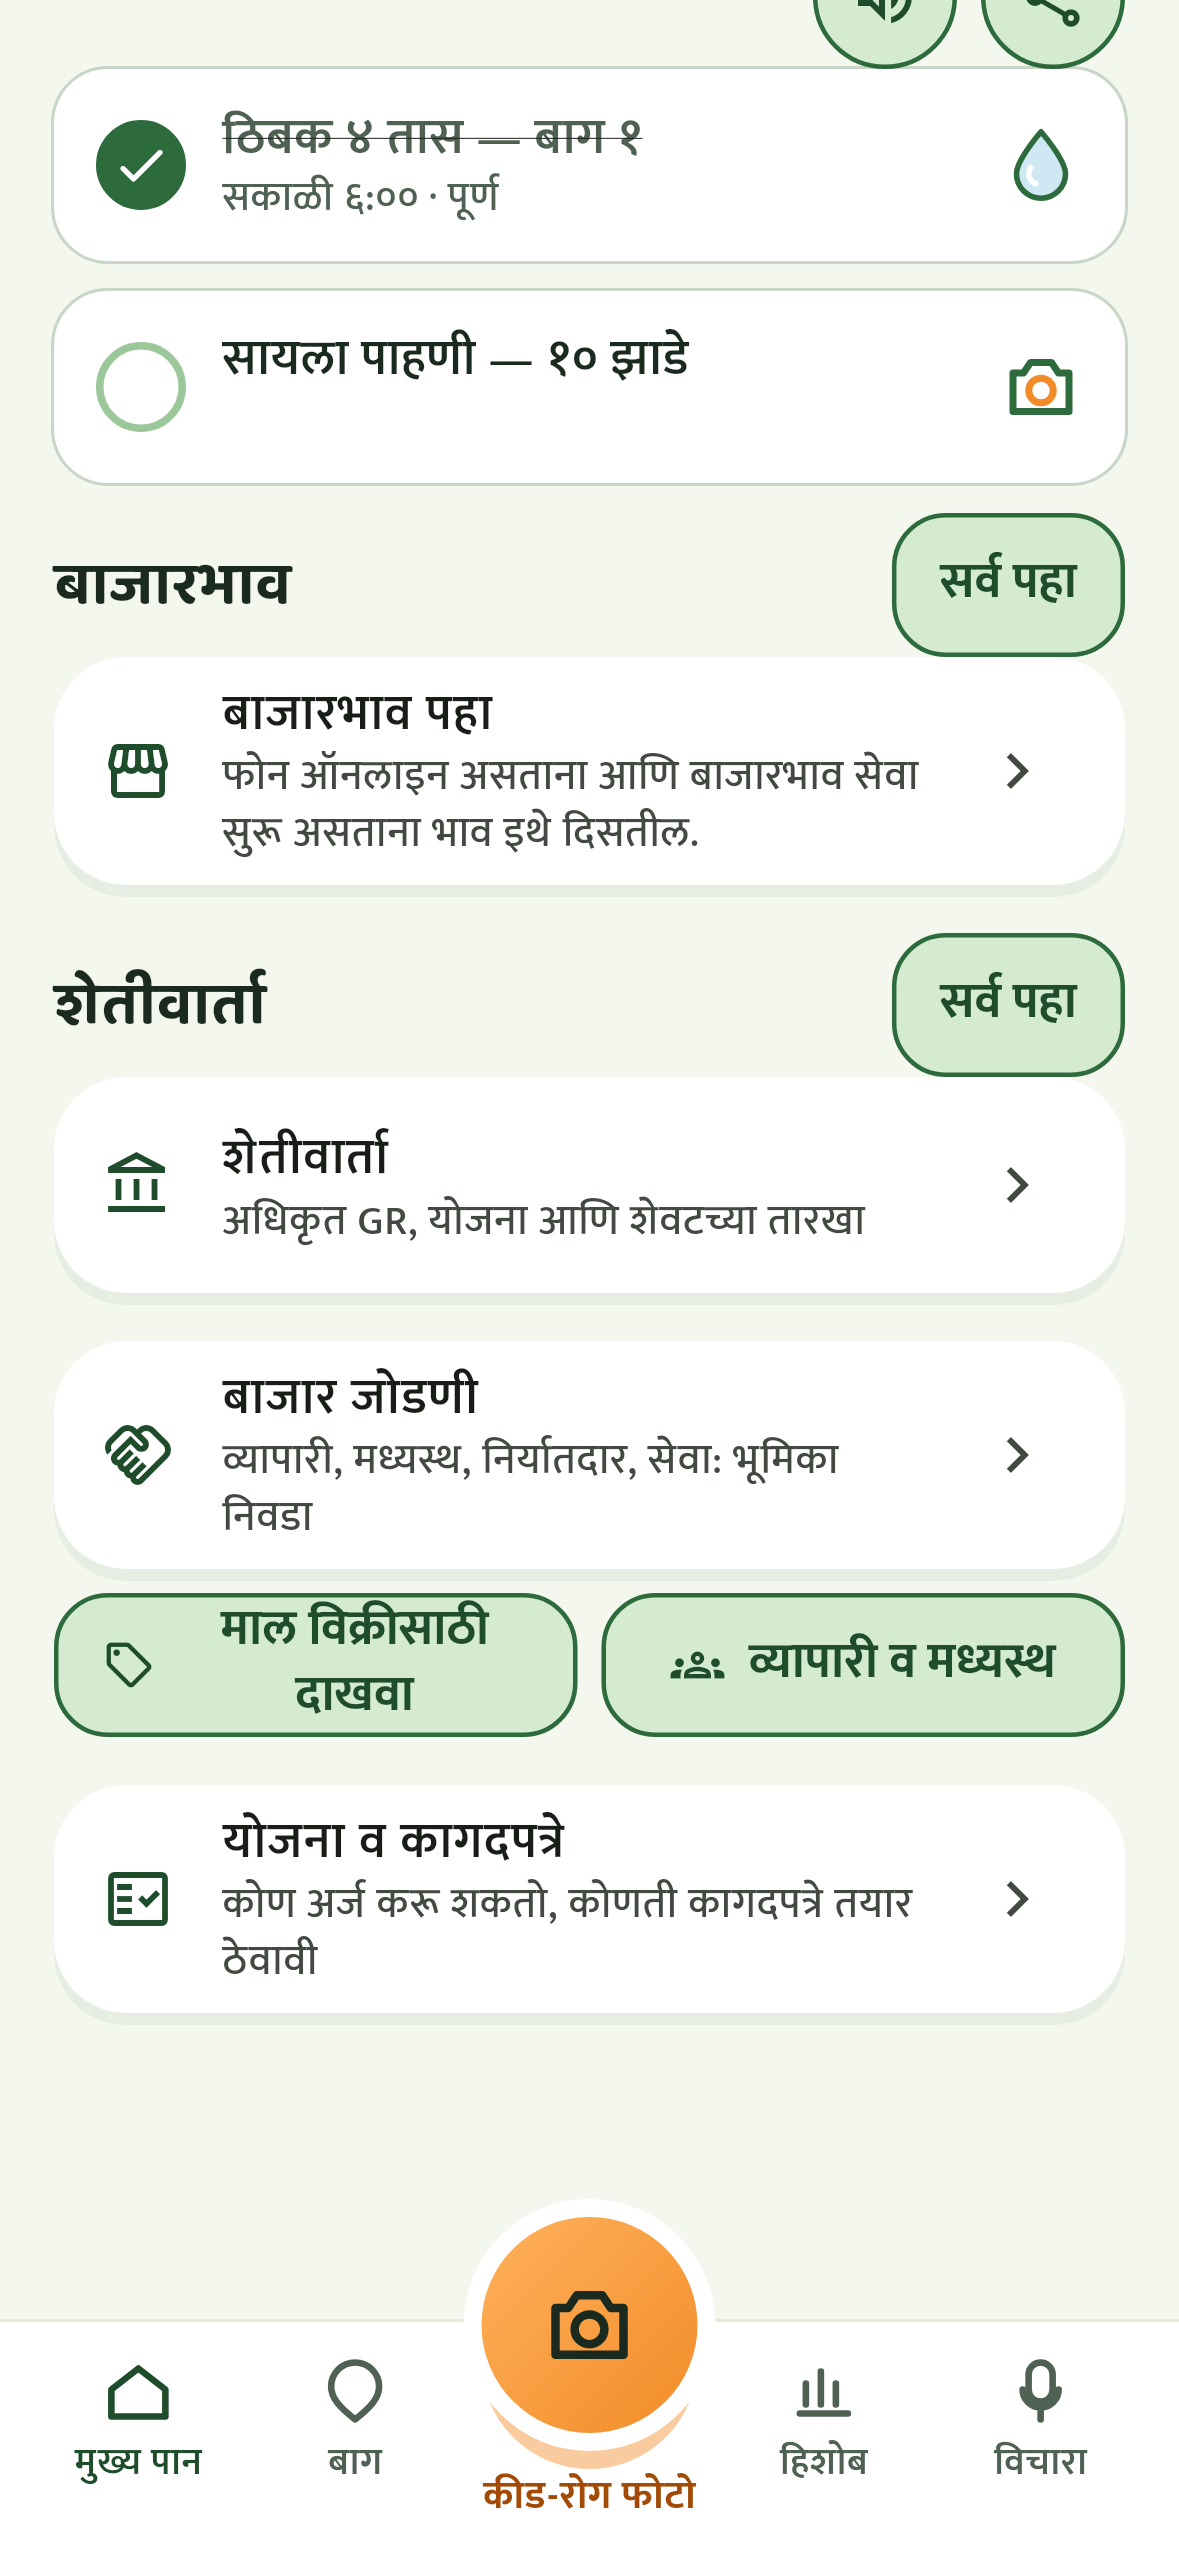 ठिबक ४ तास — बाग १
सकाळी ६:०० · पूर्ण
सायला पाहणी — १० झाडे
बाजारभाव
सर्व पहा
बाजारभाव पहा
फोन ऑनलाइन असताना आणि बाजारभाव सेवा
सुरू असताना भाव इथे दिसतील.
शेतीवार्ता
सर्व पहा
शेतीवार्ता
अधिकृत GR, योजना आणि शेवटच्या तारखा
बाजार जोडणी
व्यापारी, मध्यस्थ, निर्यातदार, सेवा: भूमिका
निवडा
माल विक्रीसाठी
दाखवा
व्यापारी व मध्यस्थ
योजना व कागदपत्रे
कोण अर्ज करू शकतो, कोणती कागदपत्रे तयार
ठेवावी
मुख्य पान
बाग
कीड-रोग फोटो
हिशोब
विचारा